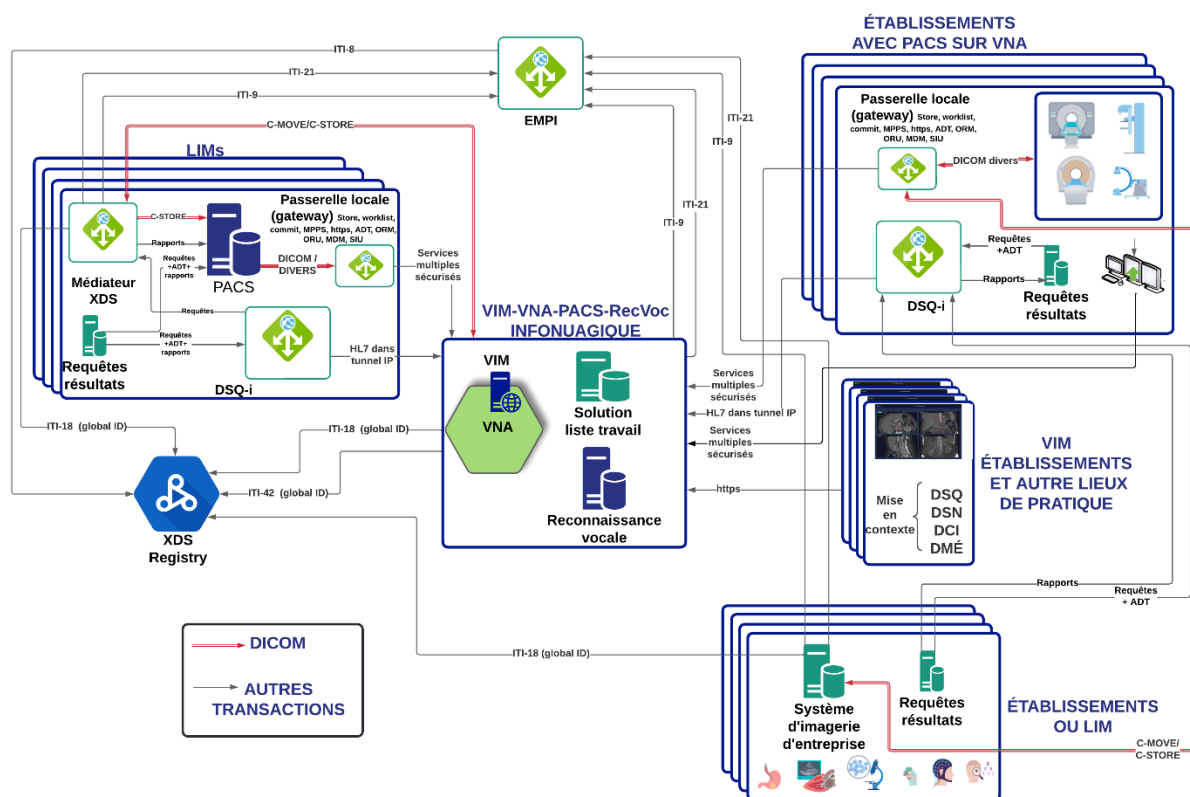 ITI-8
ITI-21
ITI-9
EMPI
C-MOVE/C-STORE
ITI-21
ITI-9
ITI-21
ITI-9
ÉTABLISSEMENTS
AVEC PACS SUR VNA
Passerelle locale
(gateway) Store, worklist,
commit, MPPS, https, ADT, ORM,
ORU, MDM, SIU
DICOM divers
DSQ-i
Requêtes
+ADT
Rapports
Requêtes
résultats
LIMs
C-STORE
Rapports
Requêtes
+ADT+
rapports
PACS
Passerelle locale
(gateway) Store, worklist,
commit, MPPS, https, ADT, ORM,
ORU, MDM, SIU
DICOM /
DIVERS
Médiateur
XDS
Requêtes
Requêtes
+ADT+
rapports
Requêtes
résultats
DSQ-i
Services
multiples
sécurisés
HL7 dans
tunnel IP
VIM-VNA-PACS-RecVoc
INFONUAGIQUE
VIM
VNA
Solution
liste travail
Reconnaissance
vocale
Services
multiples
sécurisés
HL7 dans tunnel IP
Services
multiples
sécurisés
https
ITI-18 (global ID)
ITI-18 (global ID)
ITI-42 (global ID)
XDS
Registry
VIM
ÉTABLISSEMENTS
ET AUTRE LIEUX
DE PRATIQUE
Mise
en
contexte
DSQ
DSN
DCI
DMÉ
Rapports
Requêtes
+ ADT
DICOM
AUTRES
TRANSACTIONS
ITI-18 (global ID)
Système
d'imagerie
d'entreprise
Requêtes
résultats
ÉTABLISSEMENTS
OU LIM
C-MOVE/
C-STORE